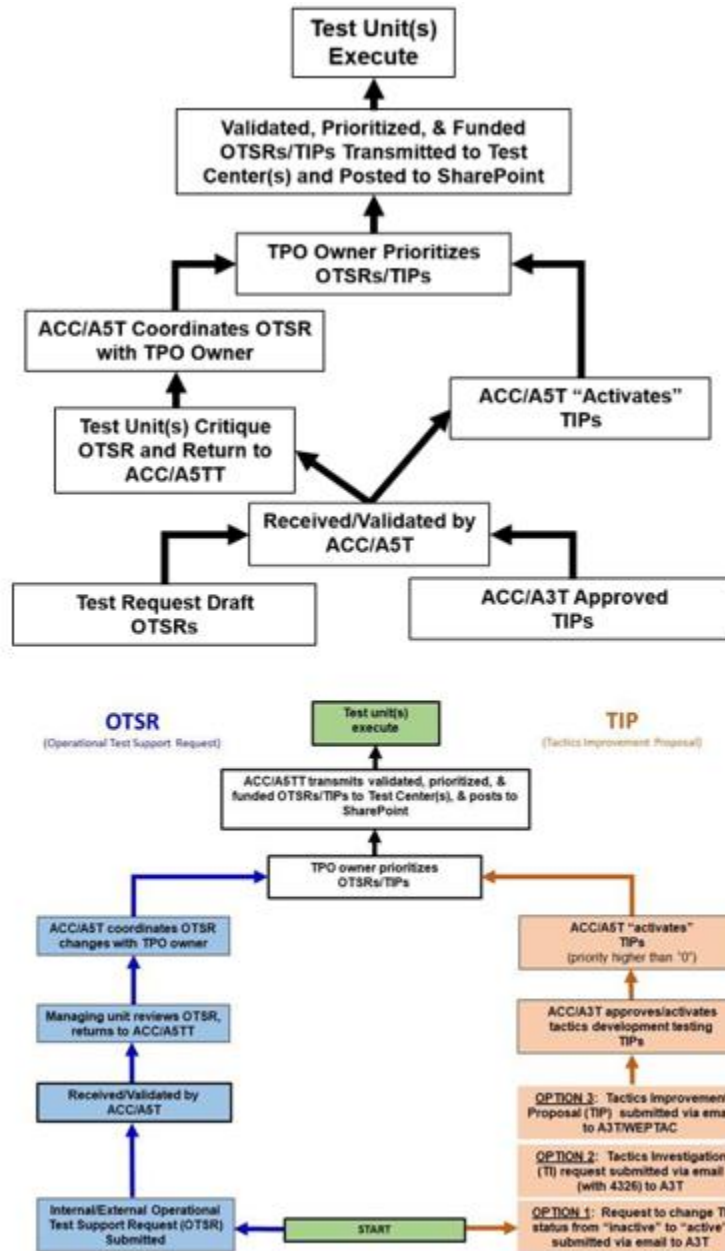 Test Unit(s)
Execute
Validated, Prioritized, & Funded
OTSRs/TIPs Transmitted to Test
Center(s) and Posted to SharePoint
TPO Owner Prioritizes
OTSRs/TIPs
ACC/A5T Coordinates OTSR
with TPO Owner
ACC/A5T “Activates”
TIPs
Test Unit(s) Critique
OTSR and Return to
ACC/A5TT
Received/Validated by
ACC/A5T
Test Request Draft
OTSRs
ACC/A3T Approved
TIPs
OTSR
(Operational Test Support Request)
TIP
(Tactics Improvement Proposal)
Test unit(s)
execute
ACC/A5TT transmits validated, prioritized, &
funded OTSRs/TIPs to Test Center(s), & posts to
SharePoint
TPO owner prioritizes
OTSRs/TIPs
ACC/A5T coordinates OTSR
changes with TPO owner
ACC/A5T “activates”
TIPs
(priority higher than “0”)
Managing unit reviews OTSR,
returns to ACC/A5TT
ACC/A3T approves/activates
tactics development testing
TIPs
Received/Validated by
ACC/A5T
OPTION 3: Tactics Improvement
Proposal (TIP) submitted via
to A3T/WEPTAC
OPTION 2: Tactics Investigation
(TI) request submitted via email
(with 4326) to A3T
Internal/External Operational
Test Support Request (OTSR)
Submitted
START
OPTION 1: Request to change
status from “inactive” to “active”
submitted via email to A3T